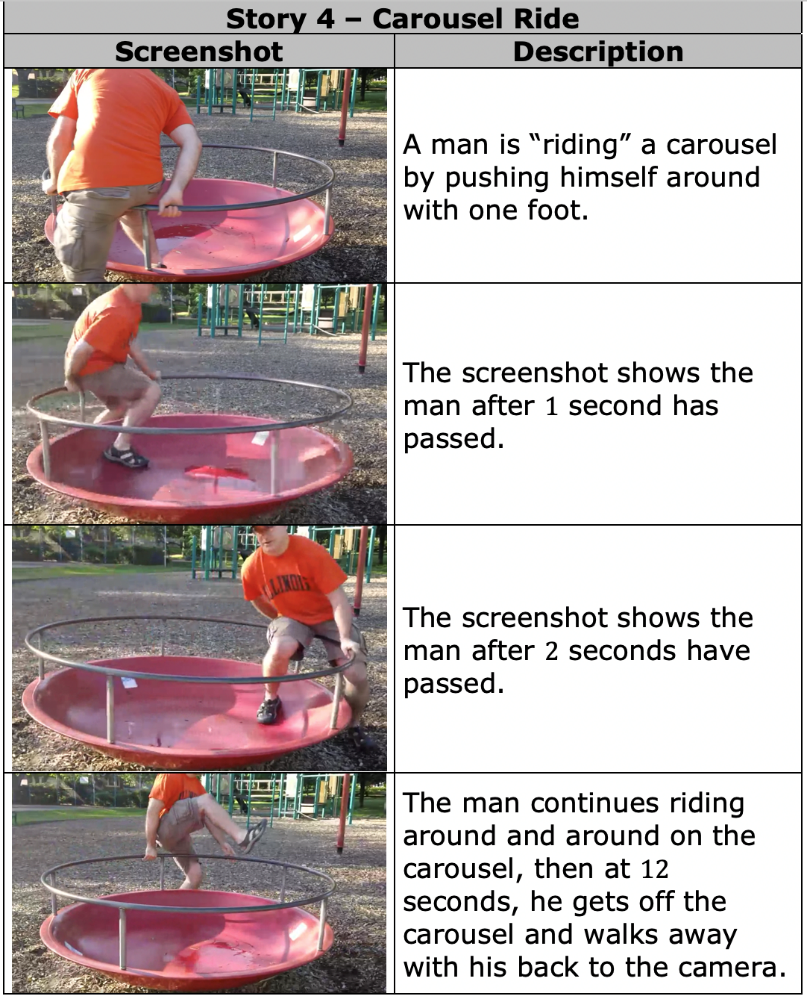 Story 4 – Carousel Ride
Screenshot
Description
A man is “riding” a carousel
by pushing himself around
with one foot.
The screenshot shows the
man after 1 second has
passed.
The screenshot shows the
man after 2 seconds have
passed.
ILLINOIS
The man continues riding
around and around on the
carousel, then at 12
seconds, he gets off the
carousel and walks away
with his back to the camera.